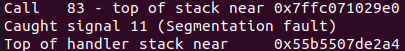 Call   83 - top of stack near 0x7ffc071029e0
Caught signal 11 (Segmentation fault)
Top of handler stack near     0x55b5507de2a4